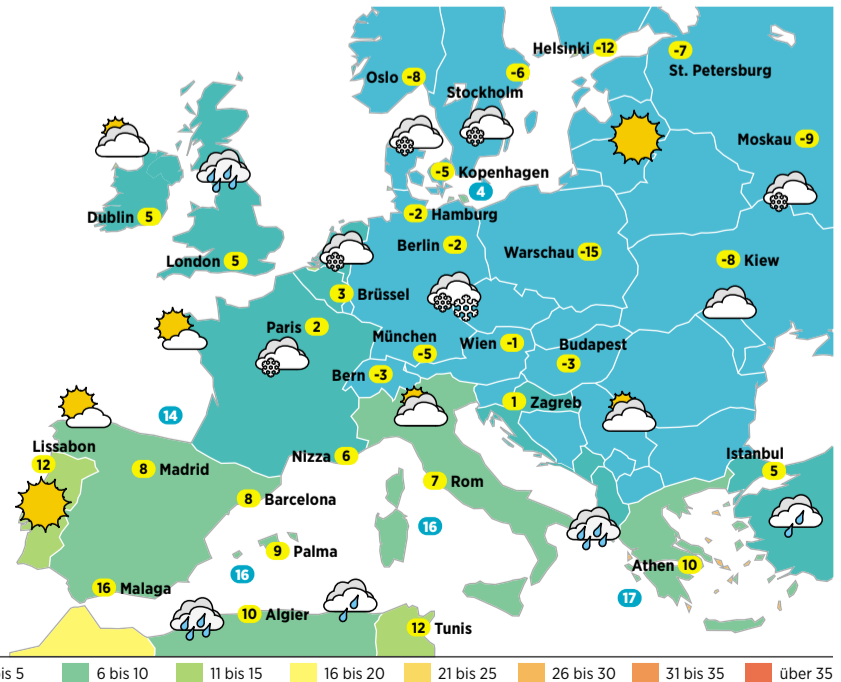 Helsinki -12
-7
St. Petersburg
Oslo -8
-6
Stockholm
Moskau -9
-5 Kopenhagen
4
Dublin 5
-2 Hamburg
Berlin -2
Warschau -15
-8 Kiew
London 5
3 Brüssel
Paris 2
München
-5
Wien -1
Budapest
-3
Bern -3
1 Zagreb
14
Lissabon
12
8 Madrid
Nizza 6
Istanbul
5
7 Rom
8 Barcelona
16
9 Palma
Athen 10
16
16 Malaga
17
10 Algier
12 Tunis
is 5 6 bis 10 11 bis 15 16 bis 20 21 bis 25 26 bis 30 31 bis 35 über 35